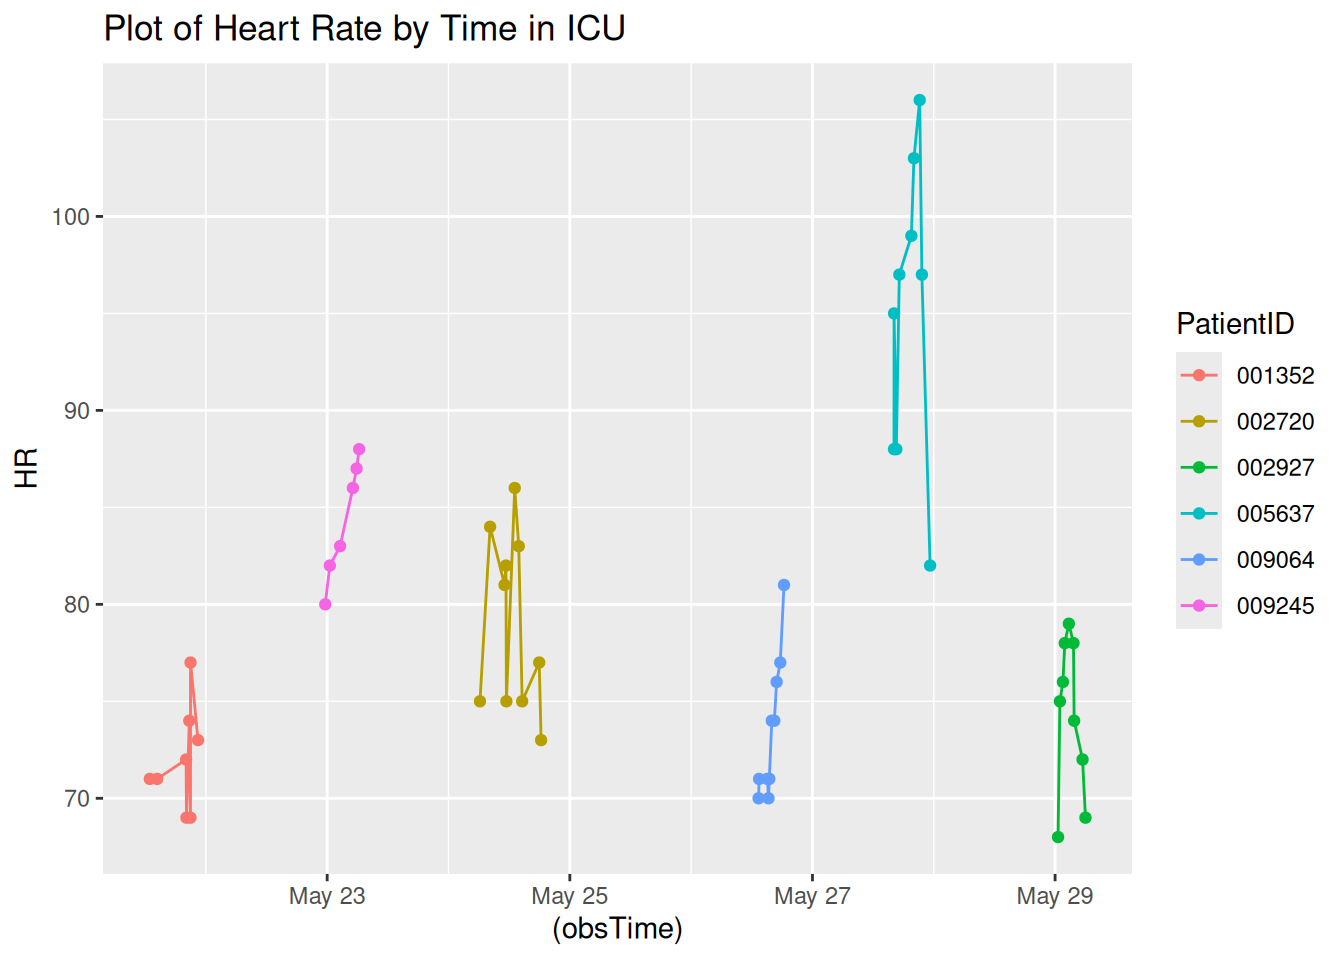 Plot of Heart Rate by Time in ICU
HR
100
90
80
70
May 23
May 25
May 27
May 29
(obsTime)
PatientID
001352
002720
002927
005637
009064
009245